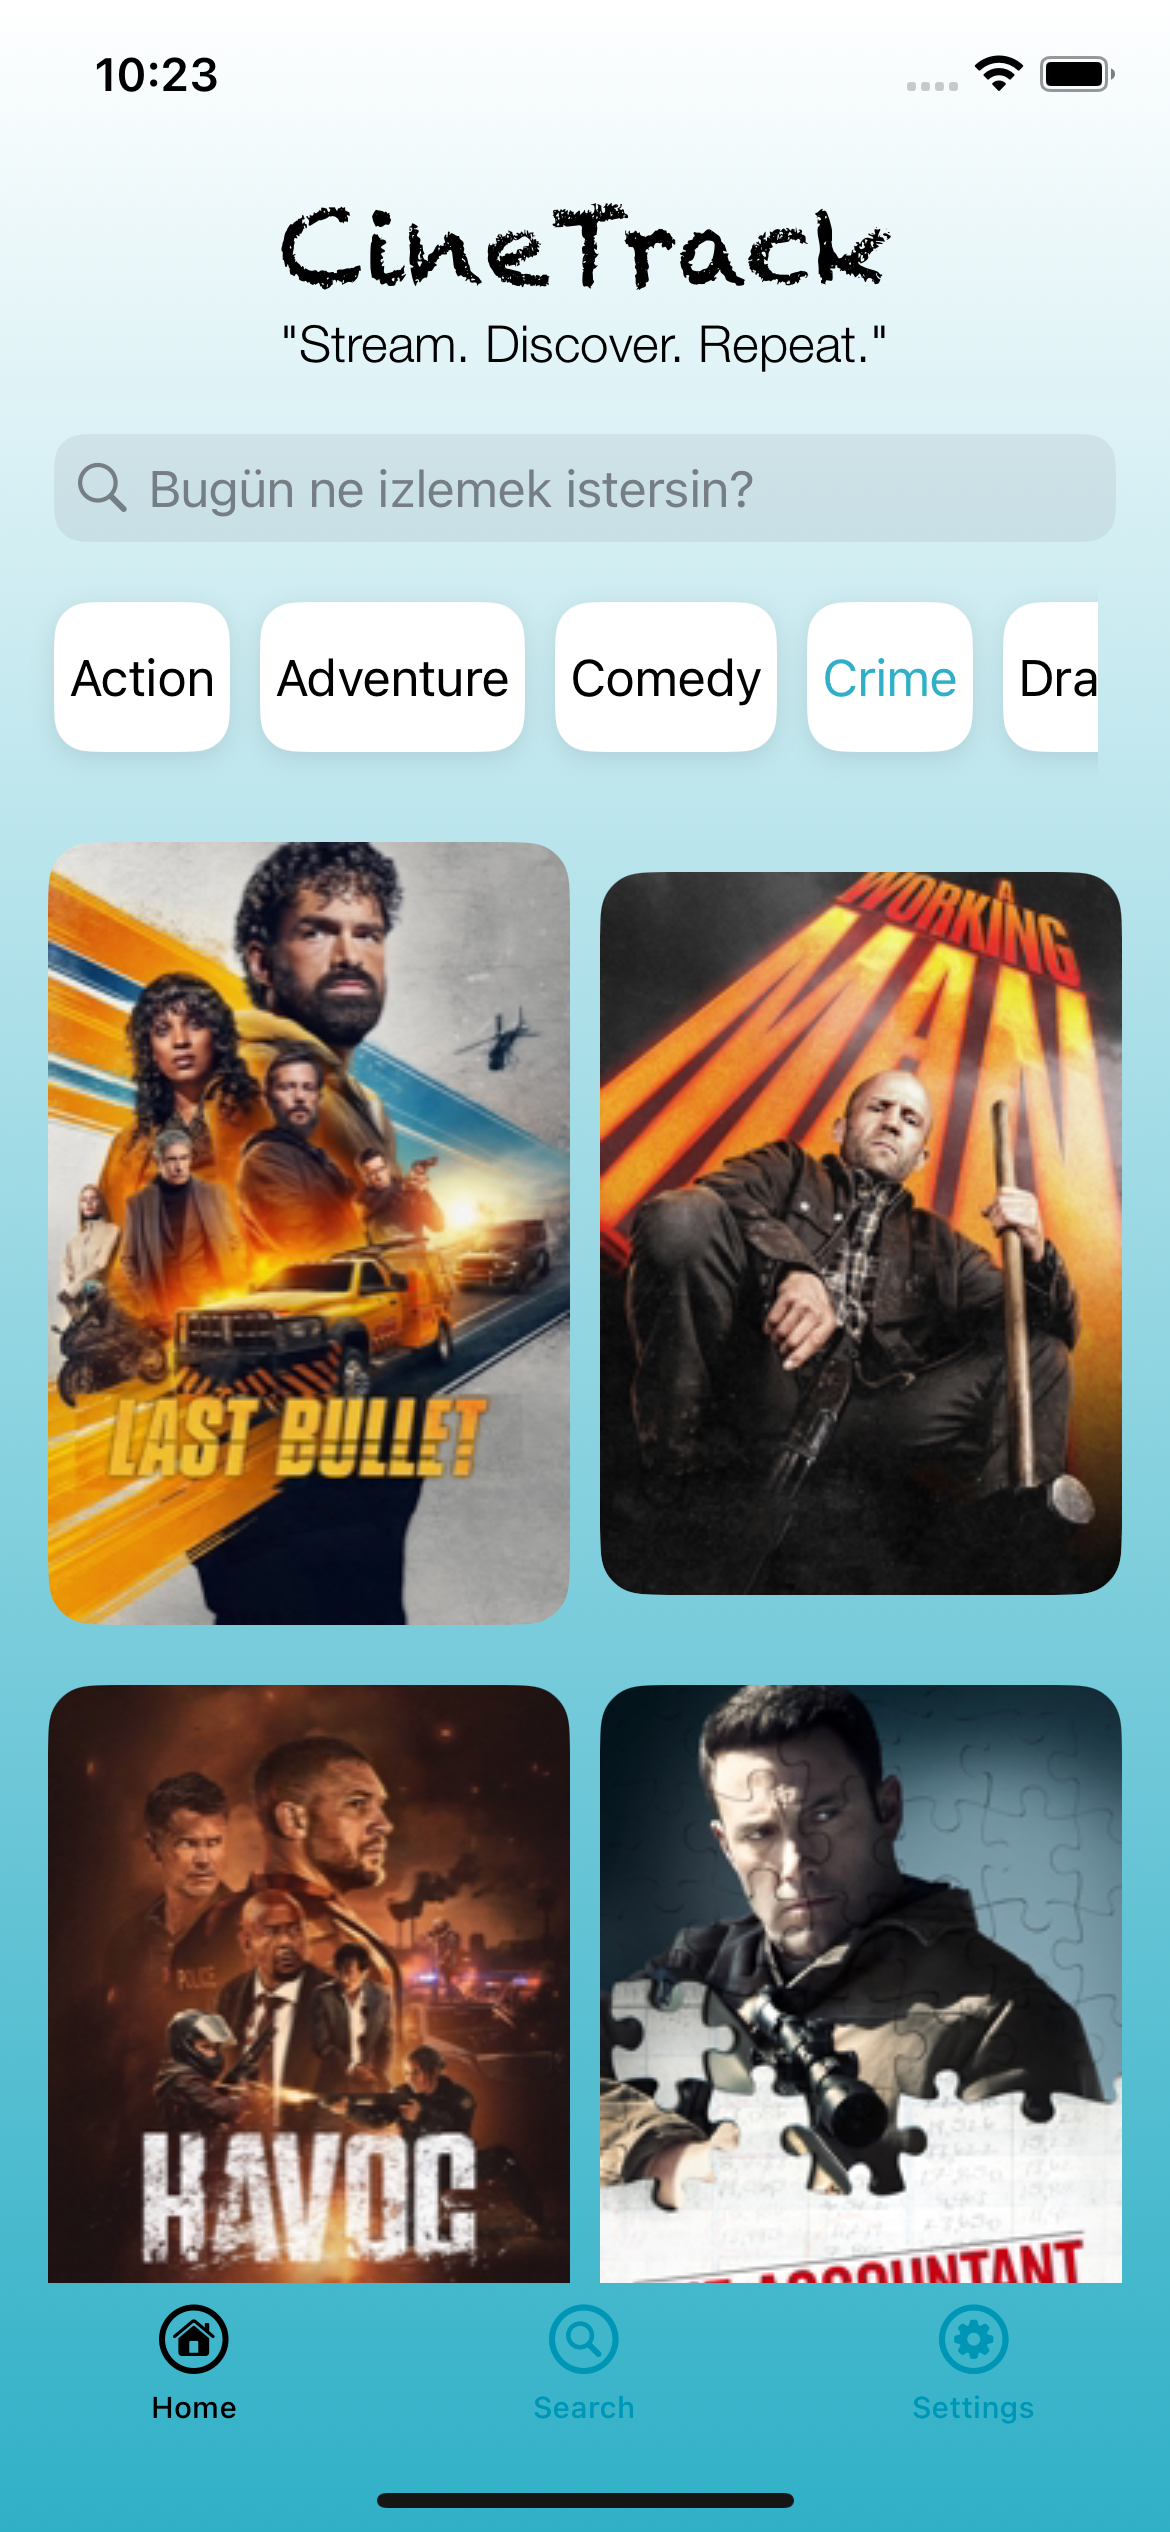 10:23
CineTrack
"Stream. Discover. Repeat."
Bugün ne izlemek istersin?
Action
Adventure
Comedy
Crime
Dra
LAST BULLET
A
WORKING
MAN
POLICE
HAVOC
ACCOUNTANT
Home
Search
Settings